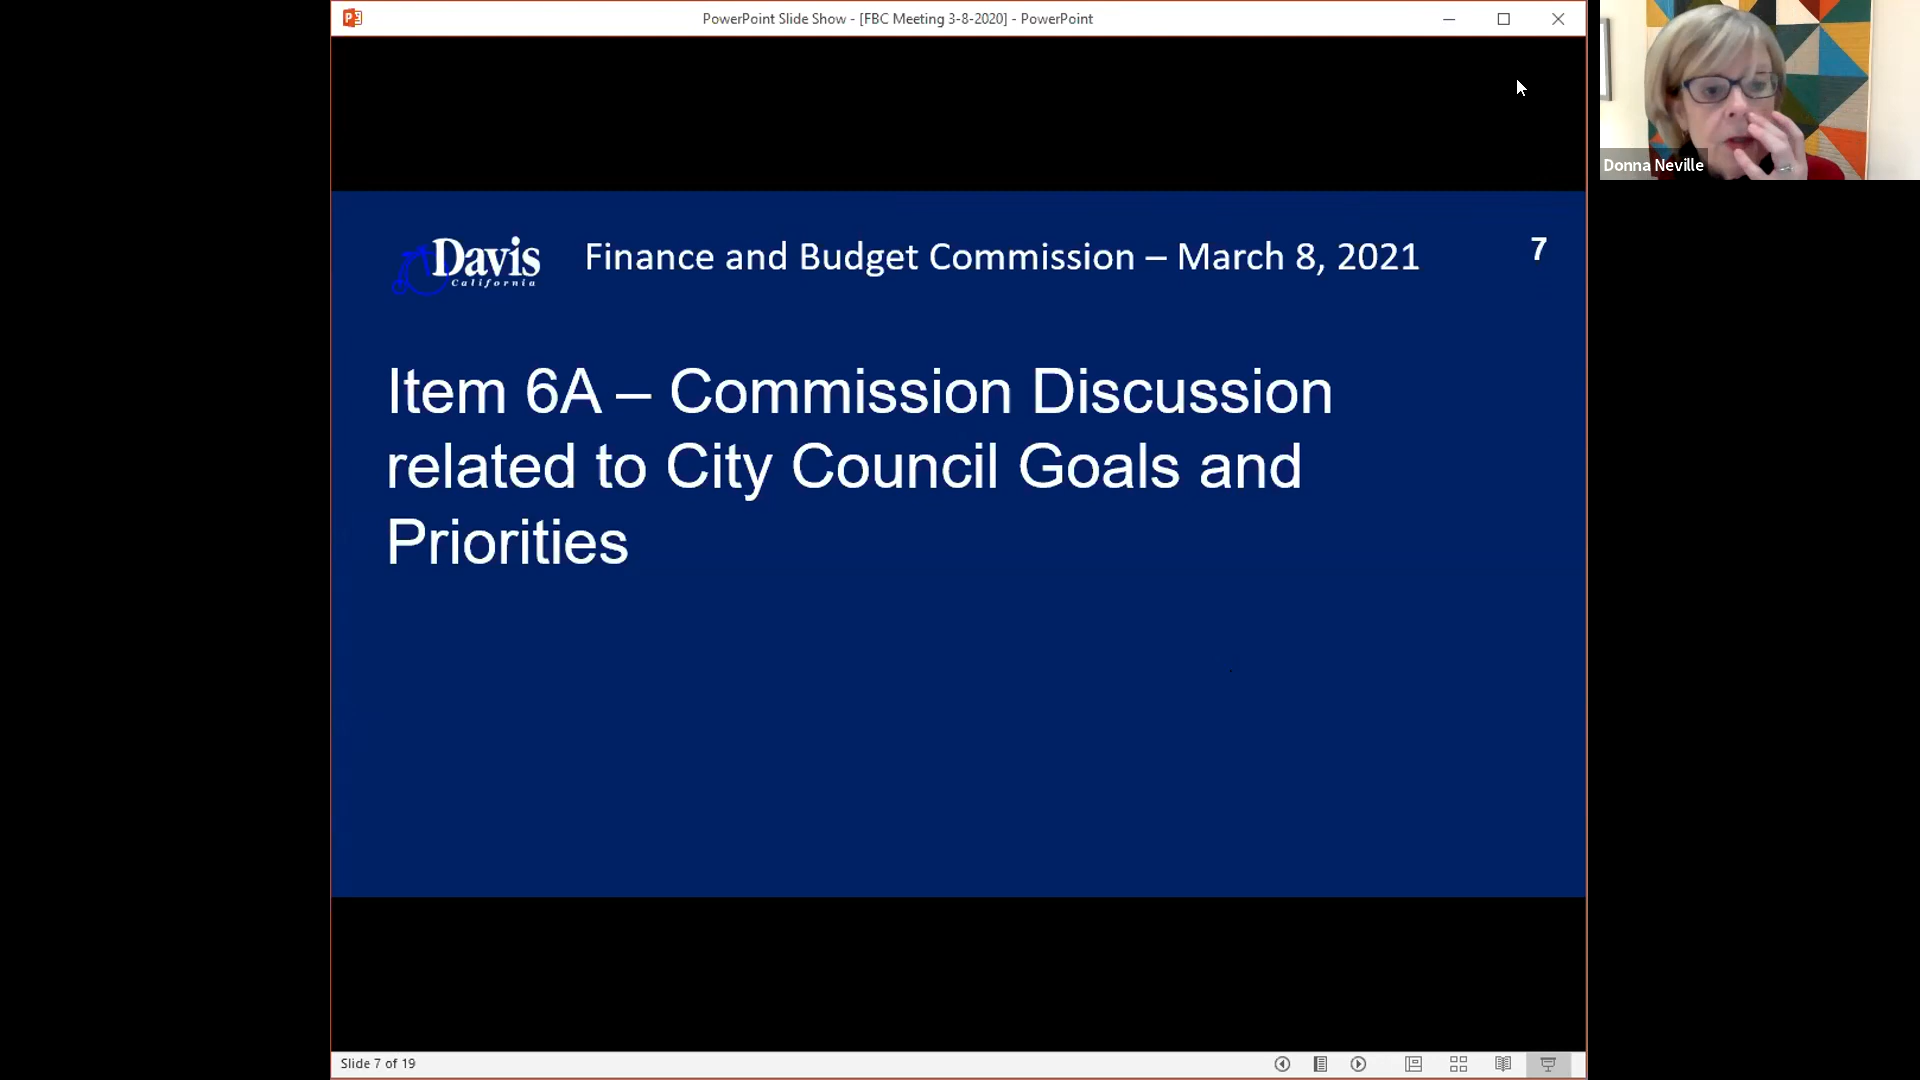 PowerPoint Slide Show - [FBC Meeting 3-8-2020] - PowerPoint
Donna Neville
Davis
California
Finance and Budget Commission – March 8, 2021
7
Item 6A – Commission Discussion
related to City Council Goals and
Priorities
Slide 7 of 19